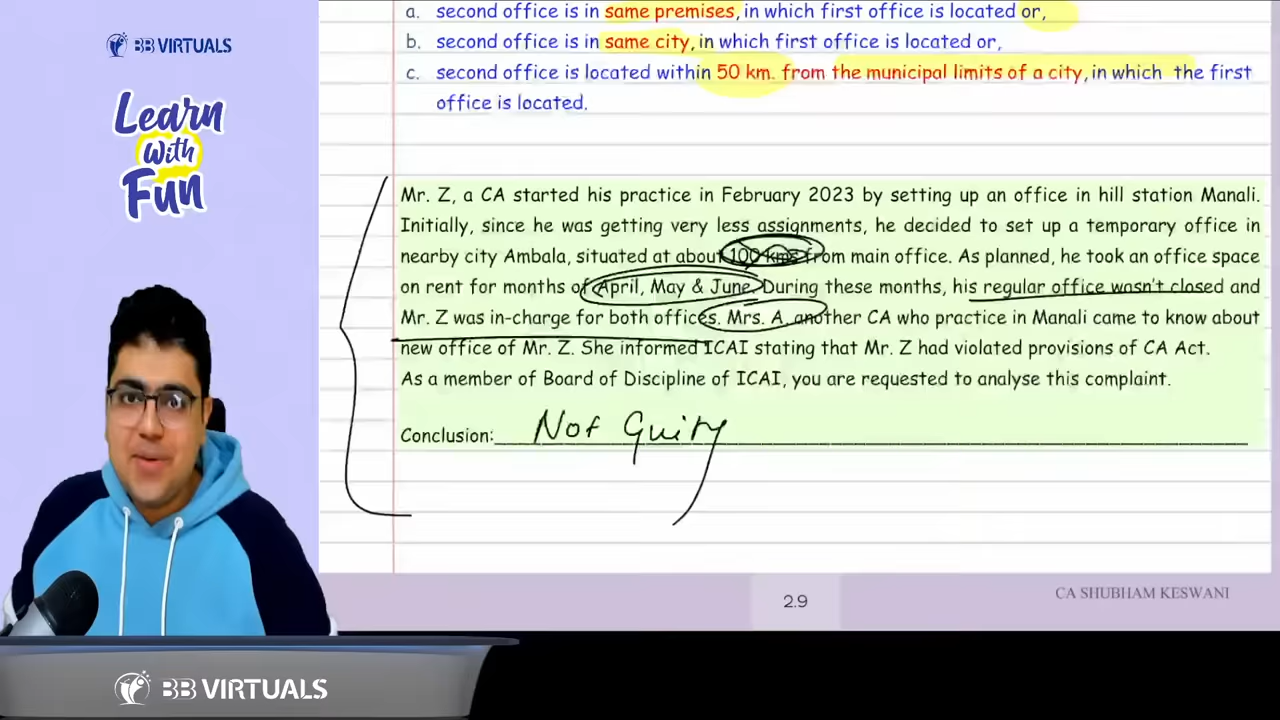 BB VIRTUALS
Learn
With
Fun
a. second office is in same premises, in which first office is located or,
b. second office is in same city, in which first office is located or,
c. second office is located within 50 km. from the municipal limits of a city, in which the first
office is located.
Mr. Z, a CA started his practice in February 2023 by setting up an office in hill station Manali.
Initially, since he was getting very less assignments, he decided to set up a temporary office in
nearby city Ambala, situated at about 100 kms from main office. As planned, he took an office space
on rent for months of April, May & June. During these months, his regular office wasn't closed and
Mr. Z was in-charge for both offices. Mrs. A, another CA who practice in Manali came to know about
new office of Mr. Z. She informed ICAI stating that Mr. Z had violated provisions of CA Act.
As a member of Board of Discipline of ICAI, you are requested to analyse this complaint.
Conclusion: Not Guity
2.9
CA SHUBHAM KESWANI
BB VIRTUALS